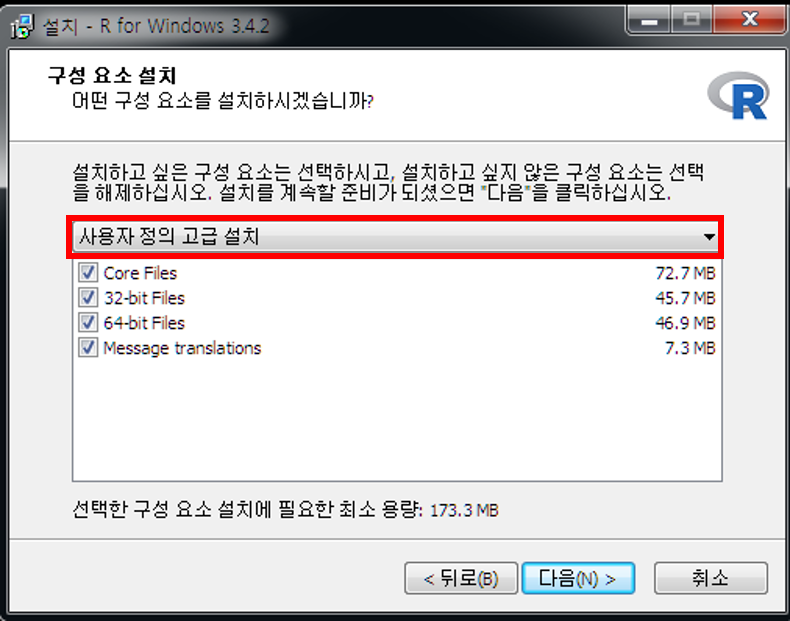 설치 - R for Windows 3.4.2
구성 요소 설치
어떤 구성 요소를 설치하시겠습니까?
R
설치하고 싶은 구성 요소는 선택하시고, 설치하고 싶지 않은 구성 요소는 선택
을 해제하십시오. 설치를 계속할 준비가 되셨으면 "다음"을 클릭하십시오.
사용자 정의 고급 설치
Core Files 72.7 MB
32-bit Files 45.7 MB
64-bit Files 46.9 MB
Message translations 7.3 MB
선택한 구성 요소 설치에 필요한 최소 용량: 173.3 MB
< 뒤로(B) 다음(N) > 취소